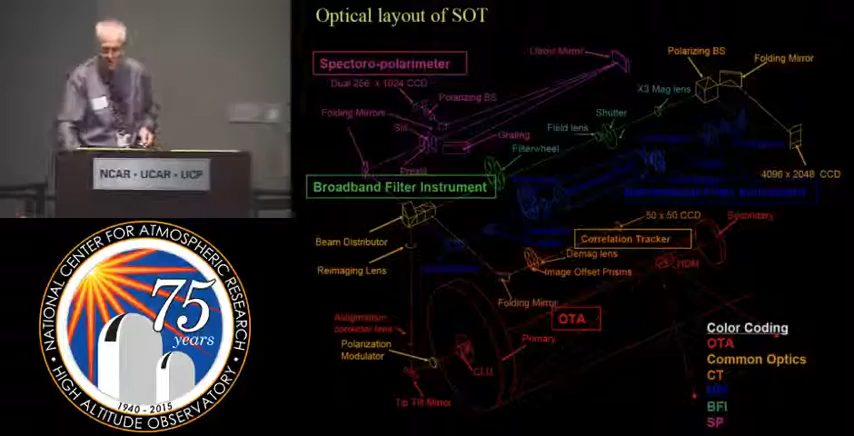 Optical layout of SOT
Spectoro-polarimeter
Dual 256 x 1024 CCD
Folding Mirrors
Polarizing BS
Slit
Grating
Littrow Mirror
Polarizing BS
Folding Mirror
X3 Mag lens
Shutter
Field lens
Filterwheel
4096 x 2048 CCD
Broadband Filter Instrument
Beam Distributor
Reimaging Lens
50 x 50 CCD
Secondary
Correlation Tracker
Demag lens
Image Offset Prisms
HDM
Folding Mirror
OTA
Primary
Polarization
Modulator
CLU
Tip Tilt Mirror
Color Coding
OTA
Common Optics
CT
BFI
SP
NCAR • UCAR • UCP
NATIONAL CENTER FOR ATMOSPHERIC RESEARCH
75
years
1940 - 2015
HIGH ALTITUDE OBSERVATORY